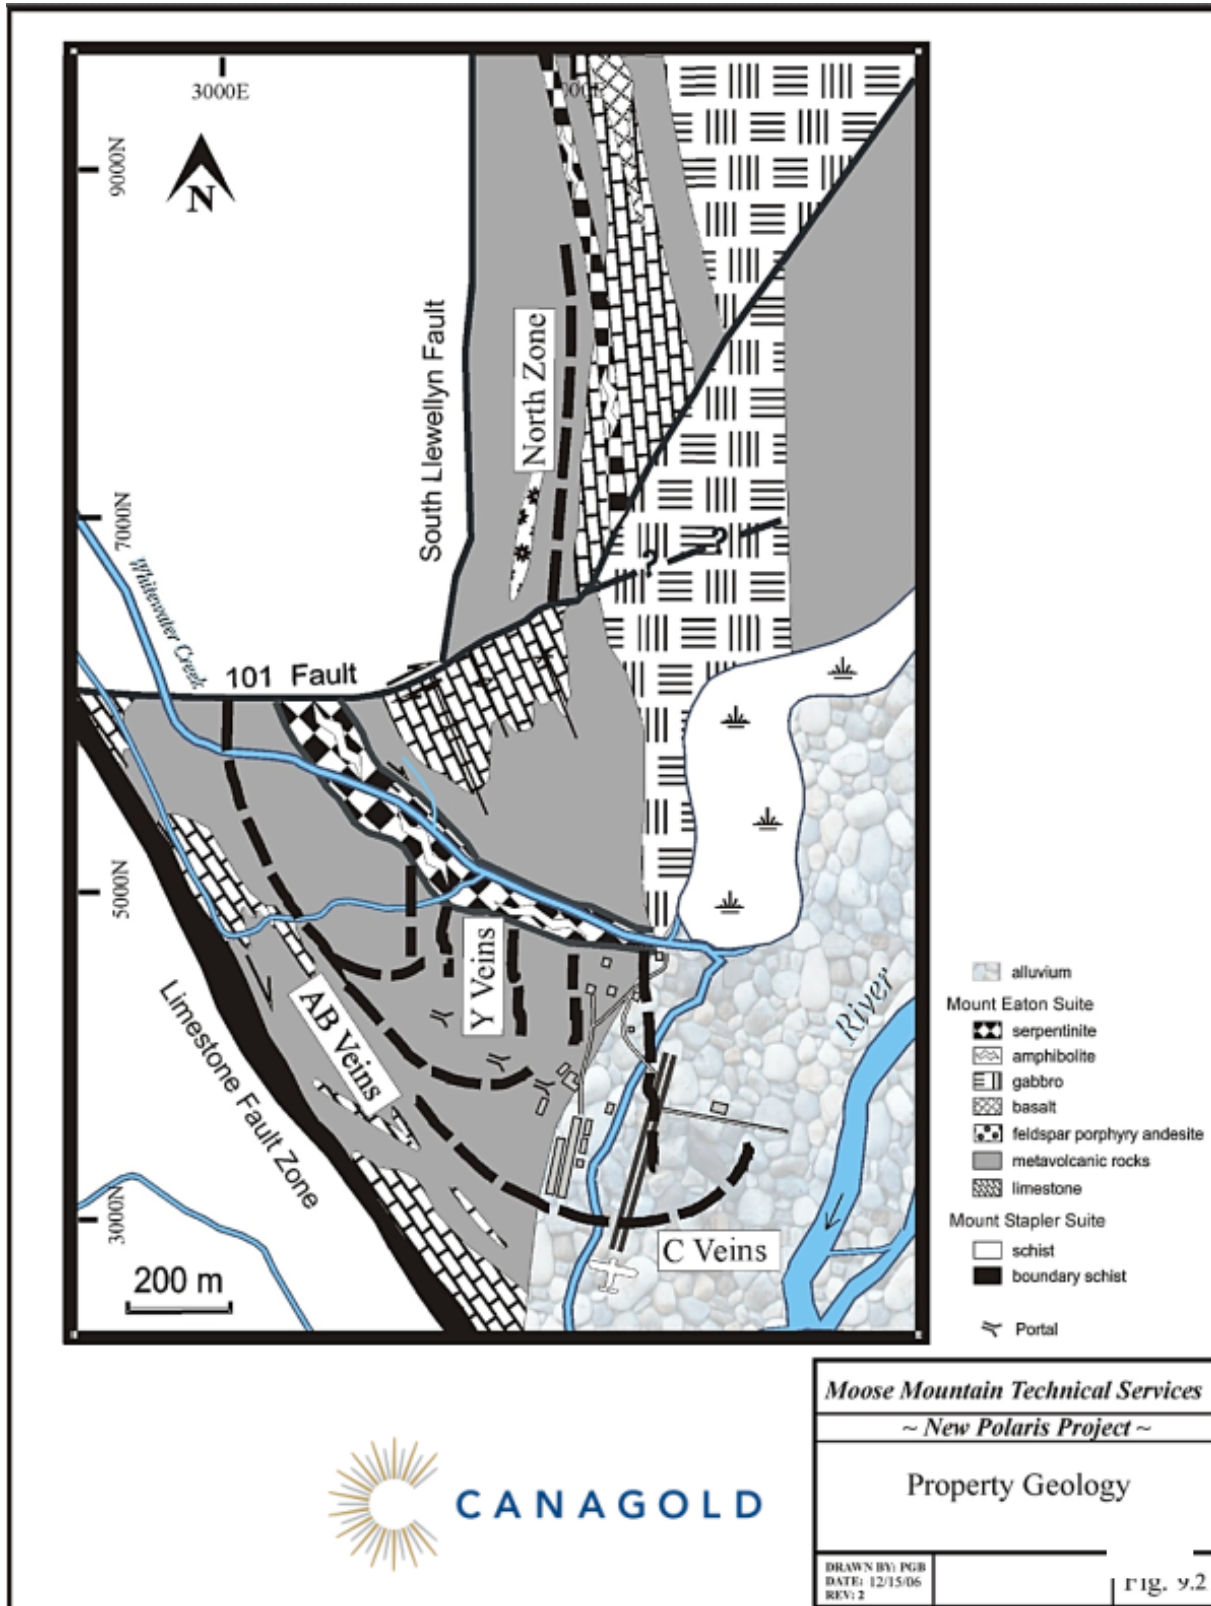 3000E
9000N
N
South Llewellyn Fault
North Zone
7000N
Whitewater Creek
? ?
101 Fault
5000N
Y Veins
AB Veins
Limestone Fault Zone
River
3000N
C Veins
200 m
alluvium
Mount Eaton Suite
serpentinite
amphibolite
gabbro
basalt
feldspar porphyry andesite
metavolcanic rocks
limestone
Mount Stapler Suite
schist
boundary schist
Portal
Moose Mountain Technical Services
~ New Polaris Project ~
Property Geology
DRAWN BY: PGB
DATE: 12/15/06
REV: 2
Fig. 9.2
CANAGOLD